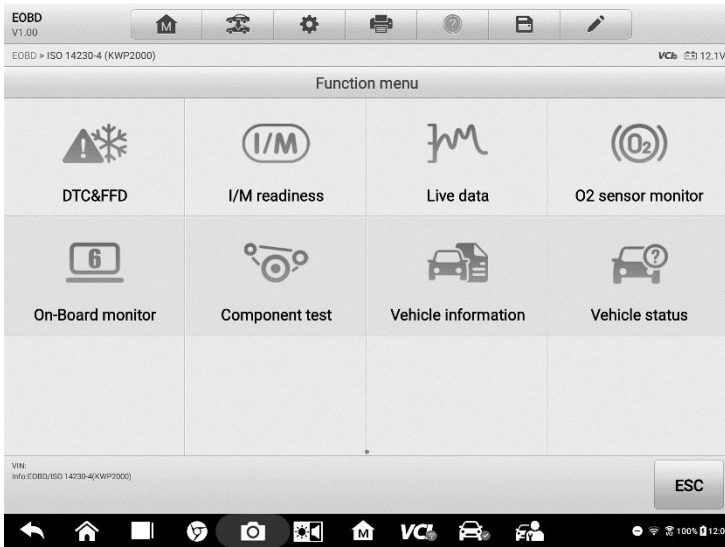 EOBD
V1.00
M
?
EOBD > ISO 14230-4 (KWP2000)
VCI 12.1V
Function menu
I/M
O2
DTC&FFD
I/M readiness
Live data
O2 sensor monitor
6
?
On-Board monitor
Component test
Vehicle information
Vehicle status
VIN:
Info:EOBD/ISO 14230-4(KWP2000)
ESC
M
VCI
100% 12:0